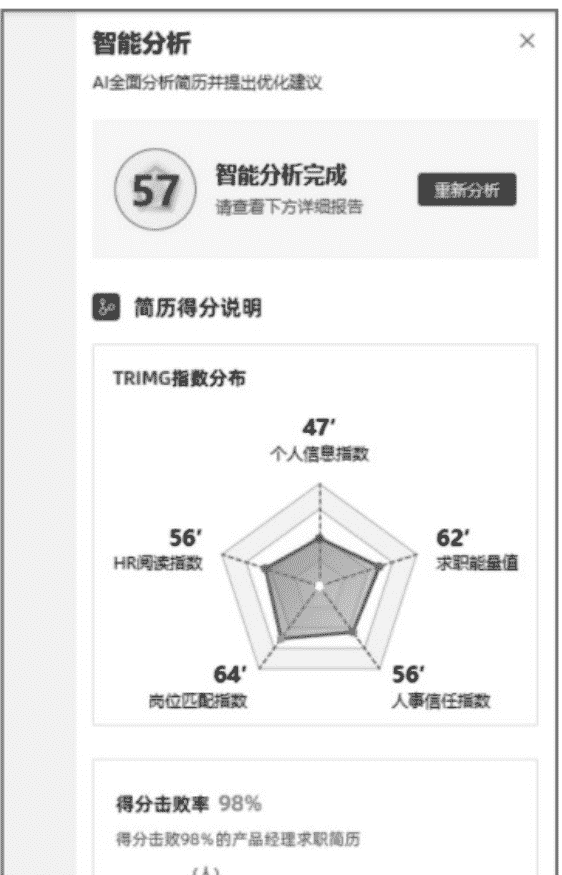 智能分析
AI全面分析简历并提出优化建议
57
智能分析完成
请查看下方详细报告
重新分析
简历得分说明
TRIMG指数分布
47'
个人信息指数
56'
HR阅读指数
62'
求职能量值
64'
岗位匹配指数
56'
人事信任指数
得分击败率 98%
得分击败98%的产品经理求职简历
(人)